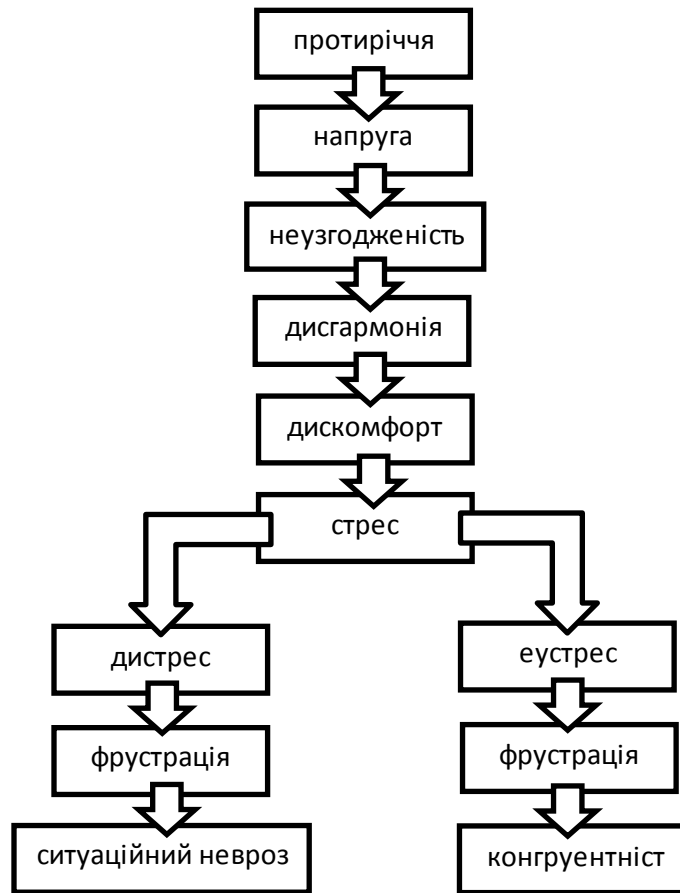 протиріччя
напруга
неузгодженість
дисгармонія
дискомфорт
стрес
дистрес
еустрес
фрустрація
фрустрація
ситуаційний невроз
конгруентніст